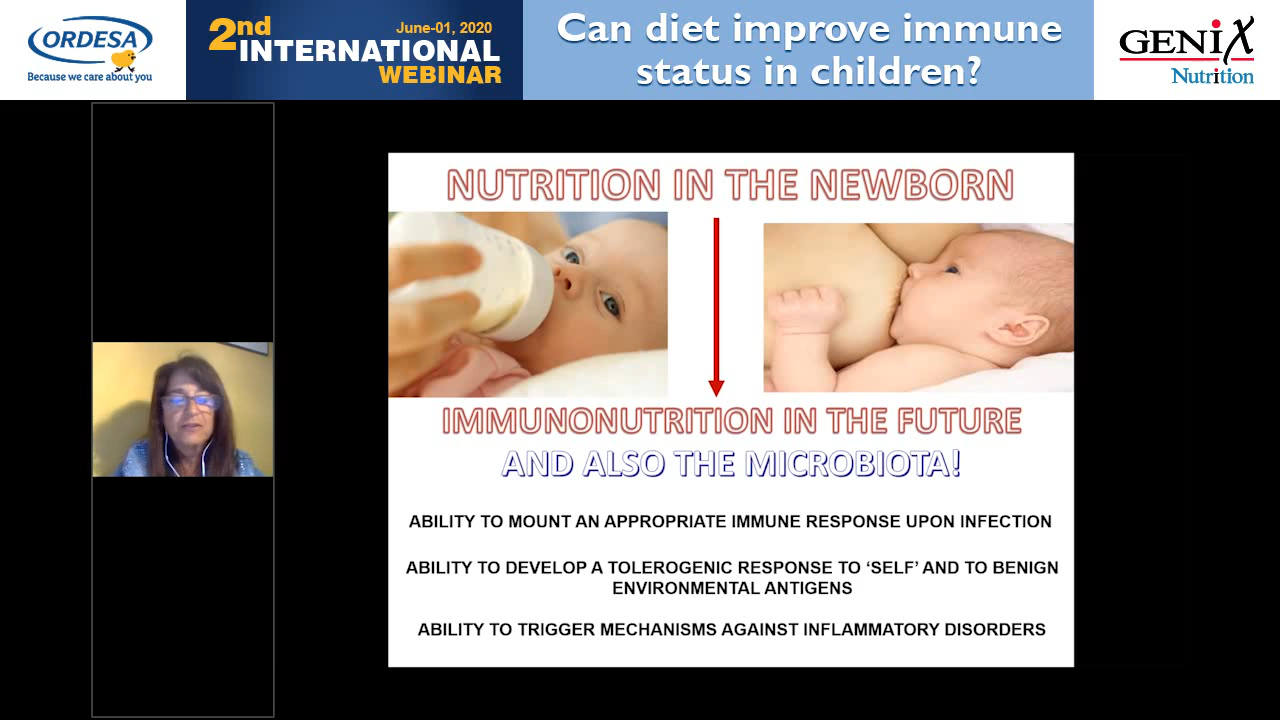 ORDESA
Because we care about you
2nd
June-01, 2020
INTERNATIONAL
WEBINAR
Can diet improve immune
status in children?
GENiX
Nutrition
NUTRITION IN THE NEWBORN
IMMUNONUTRITION IN THE FUTURE
AND ALSO THE MICROBIOTA!
ABILITY TO MOUNT AN APPROPRIATE IMMUNE RESPONSE UPON INFECTION
ABILITY TO DEVELOP A TOLEROGENIC RESPONSE TO ‘SELF’ AND TO BENIGN
ENVIRONMENTAL ANTIGENS
ABILITY TO TRIGGER MECHANISMS AGAINST INFLAMMATORY DISORDERS